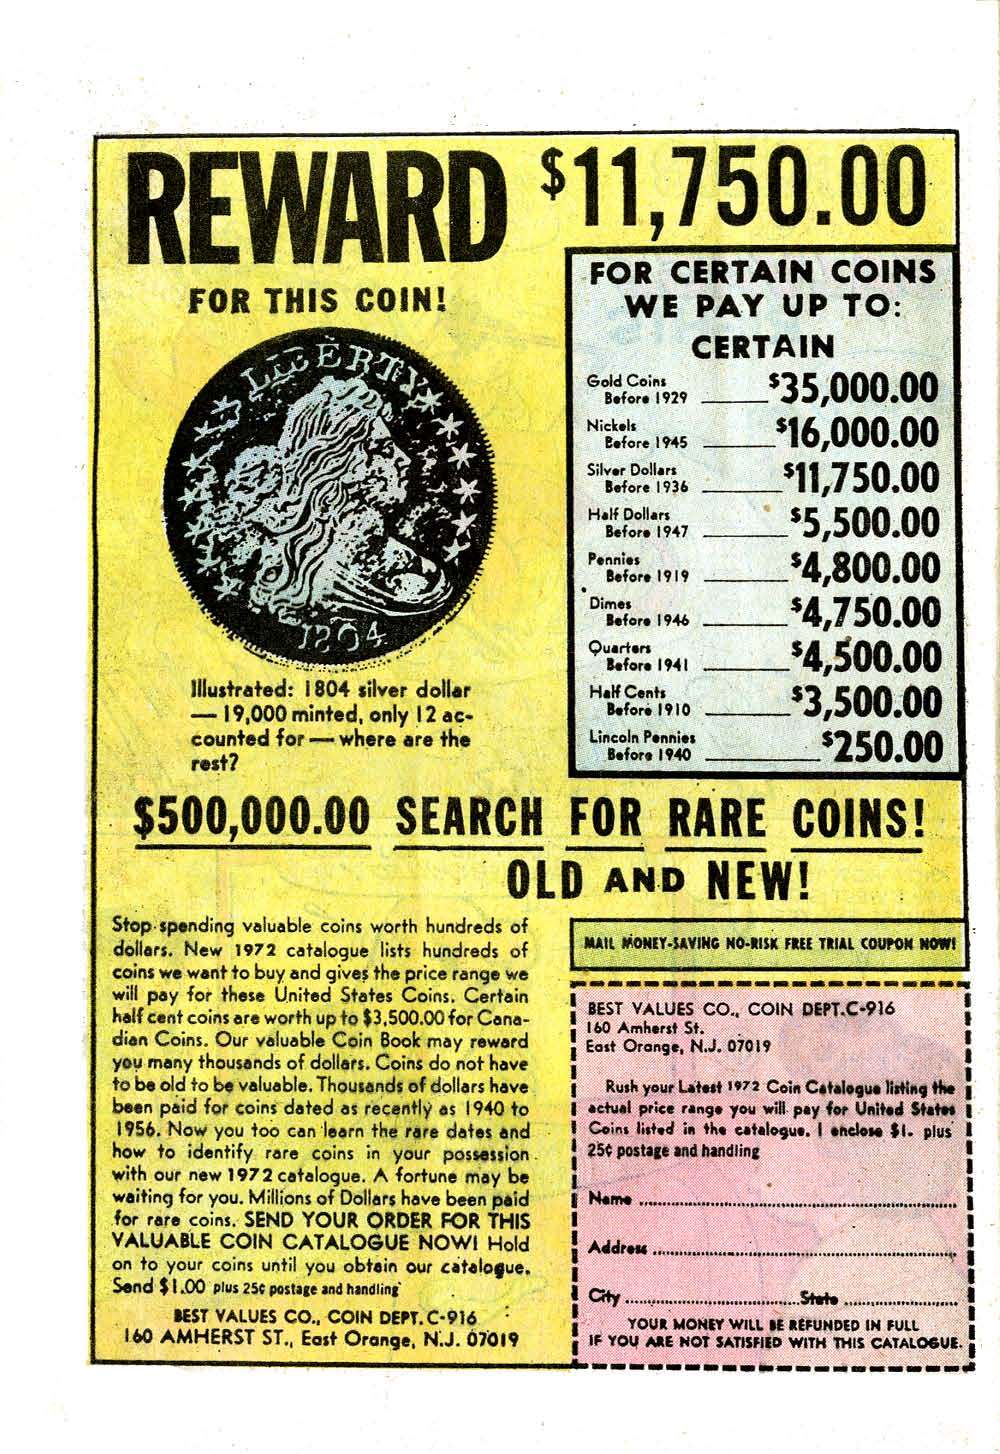 REWARD $11,750.00
FOR THIS COIN!
LIBERTY
1804
Illustrated: 1804 silver dollar
— 19,000 minted, only 12 ac-
counted for — where are the
rest?
FOR CERTAIN COINS
WE PAY UP TO:
CERTAIN
Gold Coins
Before 1929 ______ $35,000.00
Nickels
Before 1945 ______ $16,000.00
Silver Dollars
Before 1936 ______ $11,750.00
Half Dollars
Before 1947 ______ $5,500.00
Pennies
Before 1919 ______ $4,800.00
Dimes
Before 1946 ______ $4,750.00
Quarters
Before 1941 ______ $4,500.00
Half Cents
Before 1910 ______ $3,500.00
Lincoln Pennies
Before 1940 ______ $250.00
$500,000.00 SEARCH FOR RARE COINS!
OLD AND NEW!
Stop spending valuable coins worth hundreds of
dollars. New 1972 catalogue lists hundreds of
coins we want to buy and gives the price range we
will pay for these United States Coins. Certain
half cent coins are worth up to $3,500.00 for Cana-
dian Coins. Our valuable Coin Book may reward
you many thousands of dollars. Coins do not have
to be old to be valuable. Thousands of dollars have
been paid for coins dated as recently as 1940 to
1956. Now you too can learn the rare dates and
how to identify rare coins in your possession
with our new 1972 catalogue. A fortune may be
waiting for you. Millions of Dollars have been paid
for rare coins. SEND YOUR ORDER FOR THIS
VALUABLE COIN CATALOGUE NOW! Hold
on to your coins until you obtain our catalogue.
Send $1.00 plus 25¢ postage and handling
BEST VALUES CO., COIN DEPT. C-916
160 AMHERST ST., East Orange, N.J. 07019
MAIL MONEY-SAVING NO-RISK FREE TRIAL COUPON NOW!
BEST VALUES CO., COIN DEPT. C-916
160 Amherst St.
East Orange, N.J. 07019
Rush your Latest 1972 Coin Catalogue listing the
actual price range you will pay for United States
Coins listed in the catalogue. I enclose $1. plus
25¢ postage and handling
Name ..............................
Address ..............................
City .................... State ....................
YOUR MONEY WILL BE REFUNDED IN FULL
IF YOU ARE NOT SATISFIED WITH THIS CATALOGUE.